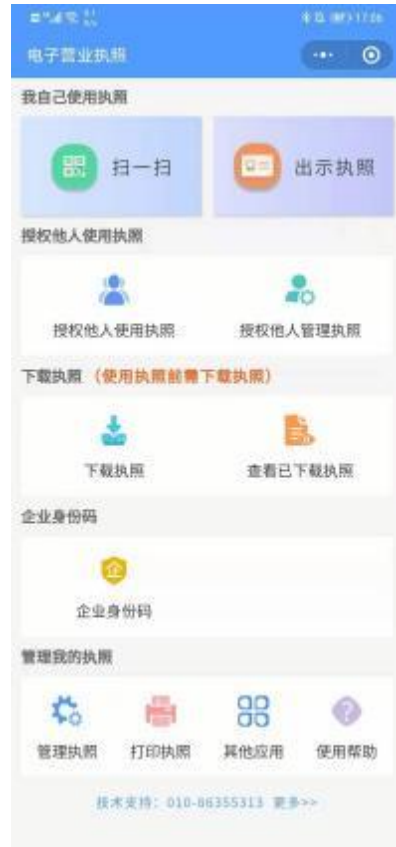 17:06
电子营业执照
我自己使用执照
扫一扫
出示执照
授权他人使用执照
授权他人使用执照
授权他人管理执照
下载执照（使用执照前需下载执照）
下载执照
查看已下载执照
企业身份码
企
企业身份码
管理我的执照
管理执照
打印执照
其他应用
使用帮助
技术支持：010-86355313 更多>>